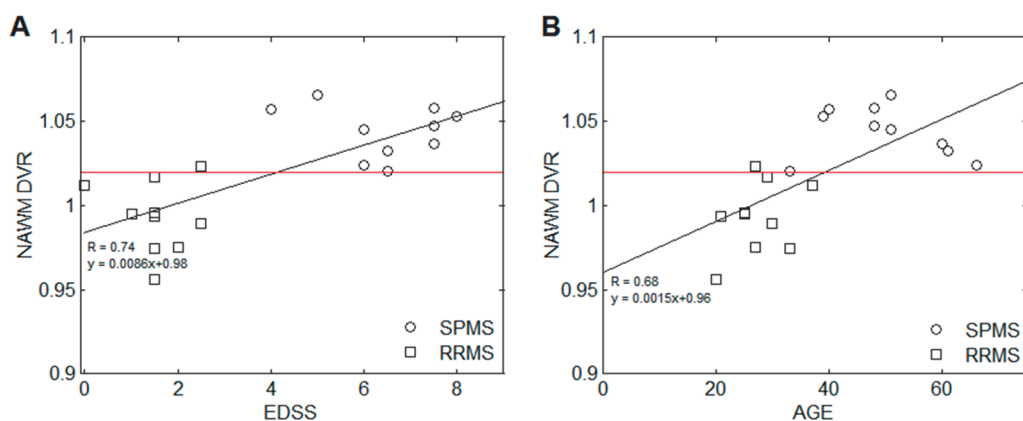 A
1.1
1.05
1
0.95
0.9
NAWM DVR
R = 0.74
y = 0.0086x+0.98
SPMS
RRMS
0 2 4 6 8
EDSS
B
1.1
1.05
1
0.95
0.9
NAWM DVR
R = 0.68
y = 0.0015x+0.96
SPMS
RRMS
0 20 40 60
AGE